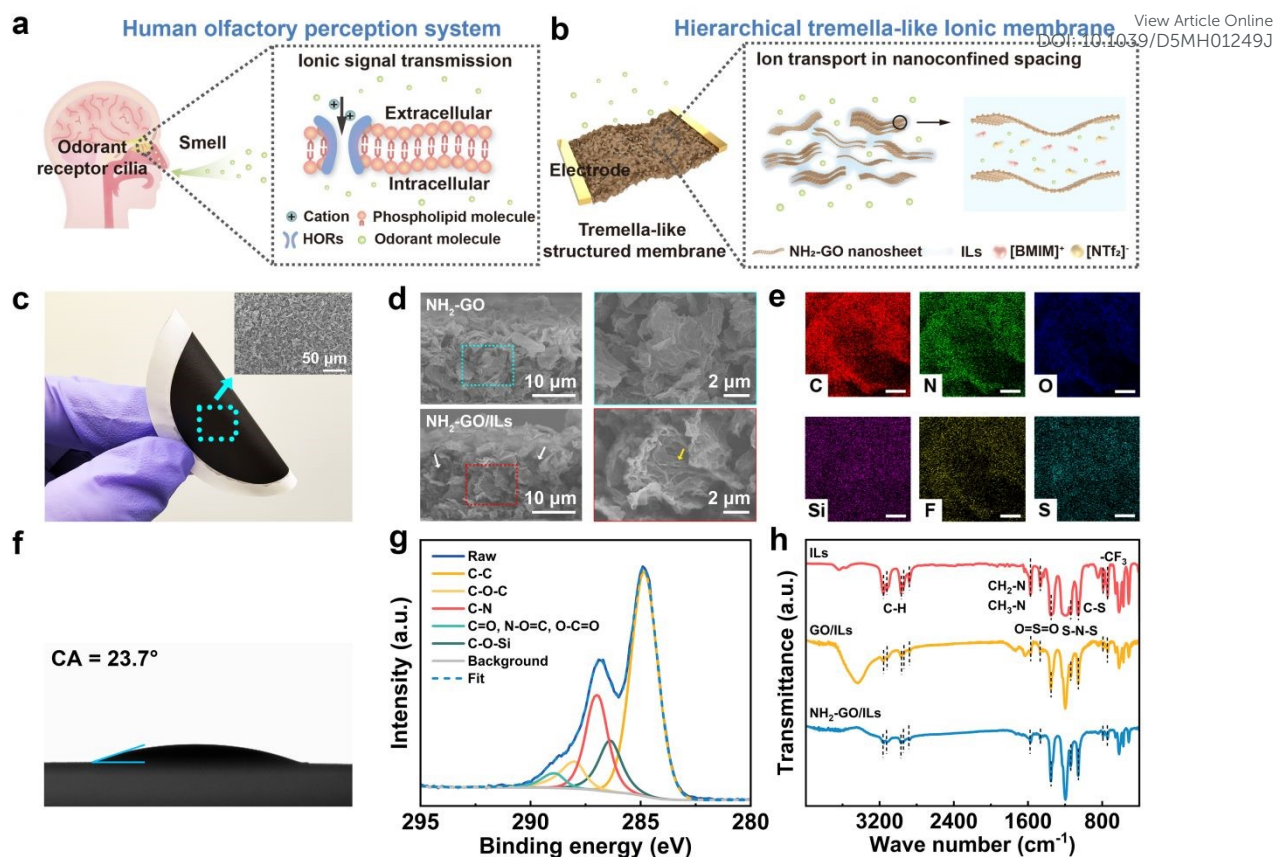 View Article Online
DOI: 10.1039/D5MH01249J
a
Human olfactory perception system
Ionic signal transmission
Extracellular
Smell
Odorant
receptor cilia
Intracellular
Cation
Phospholipid molecule
HORs
Odorant molecule
b
Hierarchical tremella-like Ionic membrane
Ion transport in nanoconfined spacing
Electrode
Tremella-like
structured membrane
NH₂-GO nanosheet
ILs
[BMIM]⁺
[NTf₂]⁻
c
50 μm
d
NH₂-GO
10 μm
2 μm
NH₂-GO/ILs
10 μm
2 μm
e
C
N
O
Si
F
S
f
CA = 23.7°
g
Raw
C-C
C-O-C
C-N
C=O, N-O=C, O-C=O
C-O-Si
Background
Fit
Intensity (a.u.)
295
290
285
280
Binding energy (eV)
h
ILs
-CF₃
CH₂-N
CH₃-N
C-H
C-S
O=S=O
S-N-S
GO/ILs
NH₂-GO/ILs
Transmittance (a.u.)
3200
2400
1600
800
Wave number (cm⁻¹)